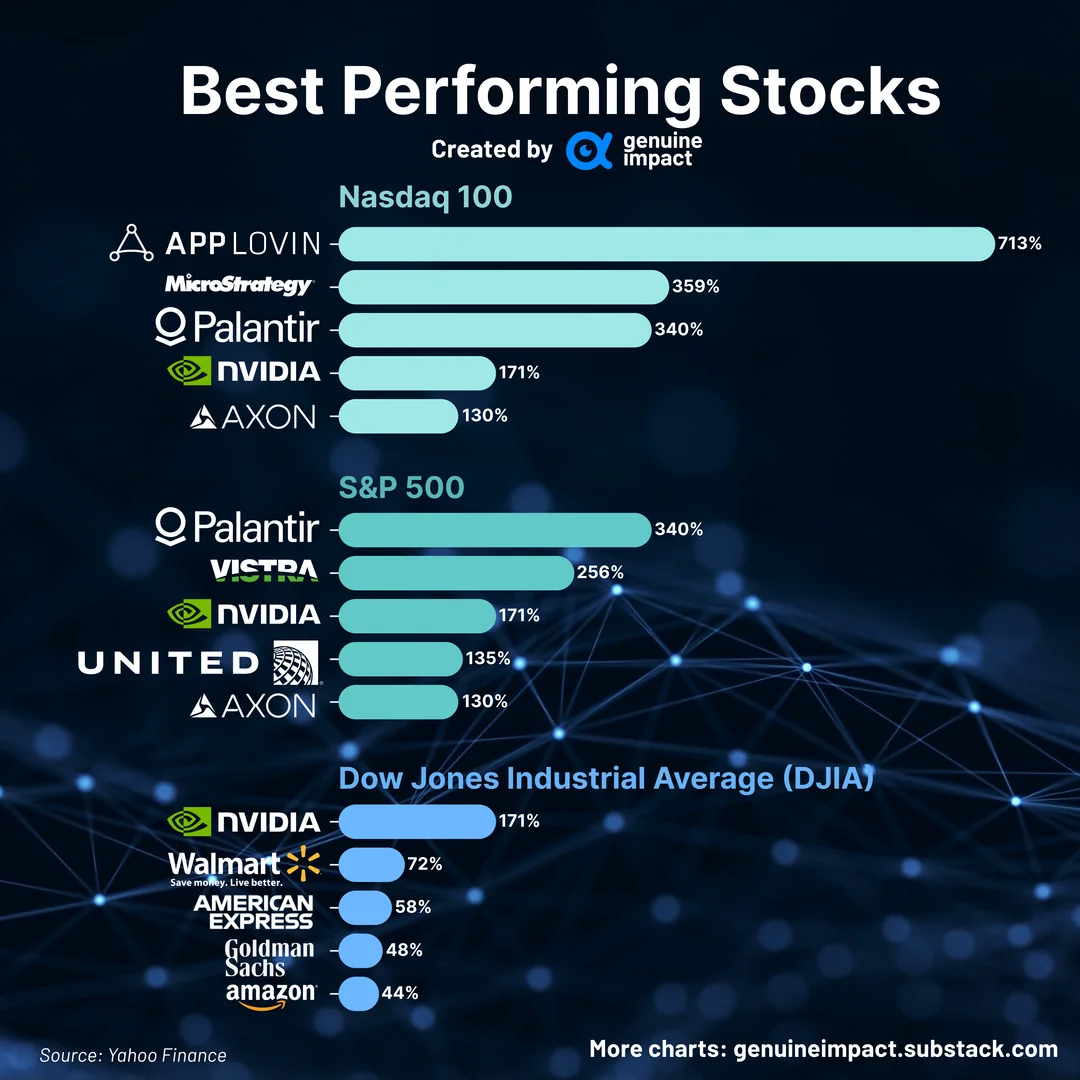 Best Performing Stocks
Created by genuine impact
Nasdaq 100
APPLOVIN 713%
MicroStrategy 359%
Palantir 340%
NVIDIA 171%
AXON 130%
S&P 500
Palantir 340%
VISTRA 256%
NVIDIA 171%
UNITED 135%
AXON 130%
Dow Jones Industrial Average (DJIA)
NVIDIA 171%
Walmart 72%
Save money. Live better.
AMERICAN EXPRESS 58%
Goldman Sachs 48%
amazon 44%
Source: Yahoo Finance
More charts: genuineimpact.substack.com